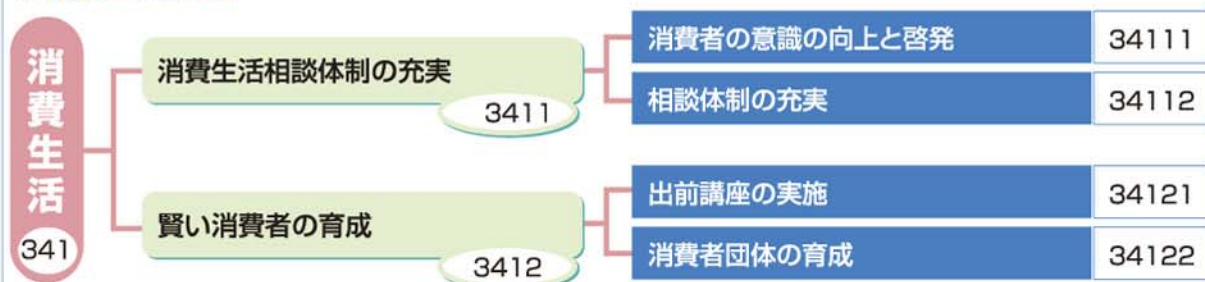 消費生活
341
消費生活相談体制の充実
3411
消費者の意識の向上と啓発
34111
相談体制の充実
34112
賢い消費者の育成
3412
出前講座の実施
34121
消費者団体の育成
34122